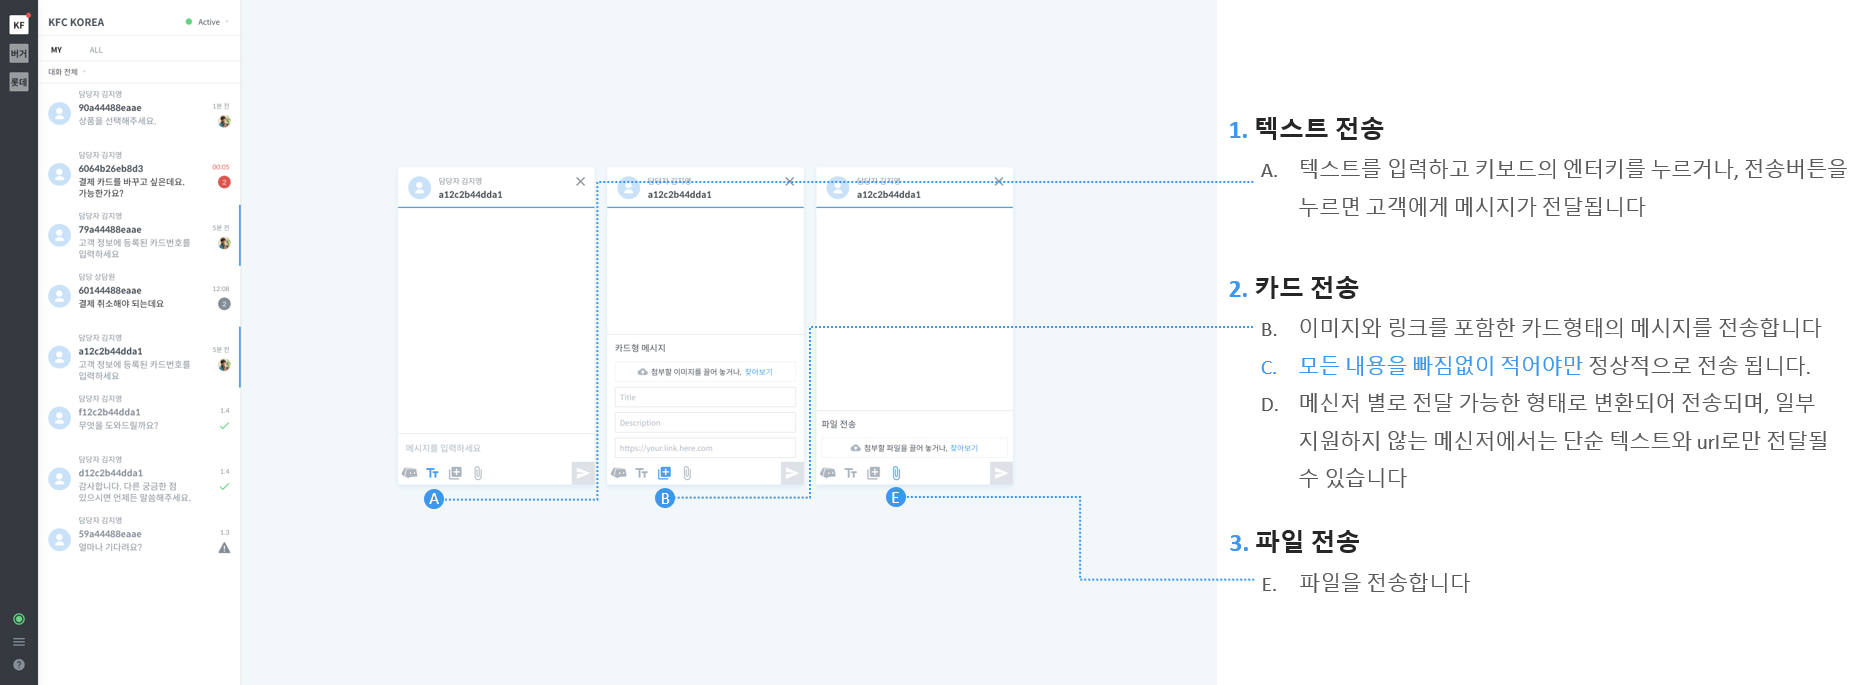 KF
버거
롯데
KFC KOREA
Active
MY
ALL
대화 전체
담당자 김지영
90a44488eaae
1분 전
상품을 선택해주세요.
담당자 김지영
6064b26eb8d3
00:05
결제 카드를 바꾸고 싶은데요.
2
가능한가요?
담당자 김지영
79a44488eaae
5분 전
고객 정보에 등록된 카드번호를
입력하세요
담당 상담원
60144488eaae
12:08
결제 취소해야 되는데요
2
담당자 김지영
a12c2b44dda1
5분 전
고객 정보에 등록된 카드번호를
입력하세요
담당자 김지영
f12c2b44dda1
1.4
무엇을 도와드릴까요?
담당자 김지영
d12c2b44dda1
1.4
감사합니다. 다른 궁금한 점
있으시면 언제든 말씀해주세요.
담당자 김지영
59a44488eaae
1.3
얼마나 기다려요?
담당자 김지영
a12c2b44dda1
메시지를 입력하세요
A
담당자 김지영
a12c2b44dda1
카드형 메시지
첨부할 이미지를 끌어 놓거나, 찾아보기
Title
Description
https://your.link.here.com
B
담당자 김지영
a12c2b44dda1
파일 전송
첨부할 파일을 끌어 놓거나, 찾아보기
E
1. 텍스트 전송
A. 텍스트를 입력하고 키보드의 엔터키를 누르거나, 전송버튼을
누르면 고객에게 메시지가 전달됩니다
2. 카드 전송
B. 이미지와 링크를 포함한 카드형태의 메시지를 전송합니다
C. 모든 내용을 빠짐없이 적어야만 정상적으로 전송 됩니다.
D. 메신저 별로 전달 가능한 형태로 변환되어 전송되며, 일부
지원하지 않는 메신저에서는 단순 텍스트와 url로만 전달될
수 있습니다
3. 파일 전송
E. 파일을 전송합니다